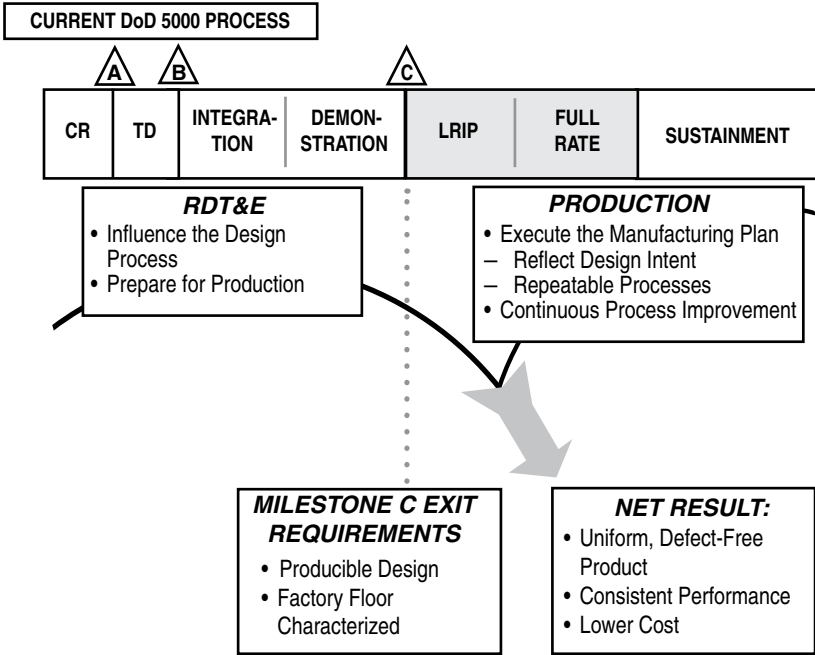 CURRENT DoD 5000 PROCESS
A
B
C
CR
TD
INTEGRA-
TION
DEMON-
STRATION
LRIP
FULL
RATE
SUSTAINMENT
RDT&E
• Influence the Design
Process
• Prepare for Production
PRODUCTION
• Execute the Manufacturing Plan
– Reflect Design Intent
– Repeatable Processes
• Continuous Process Improvement
MILESTONE C EXIT
REQUIREMENTS
• Producible Design
• Factory Floor
Characterized
NET RESULT:
• Uniform, Defect-Free
Product
• Consistent Performance
• Lower Cost